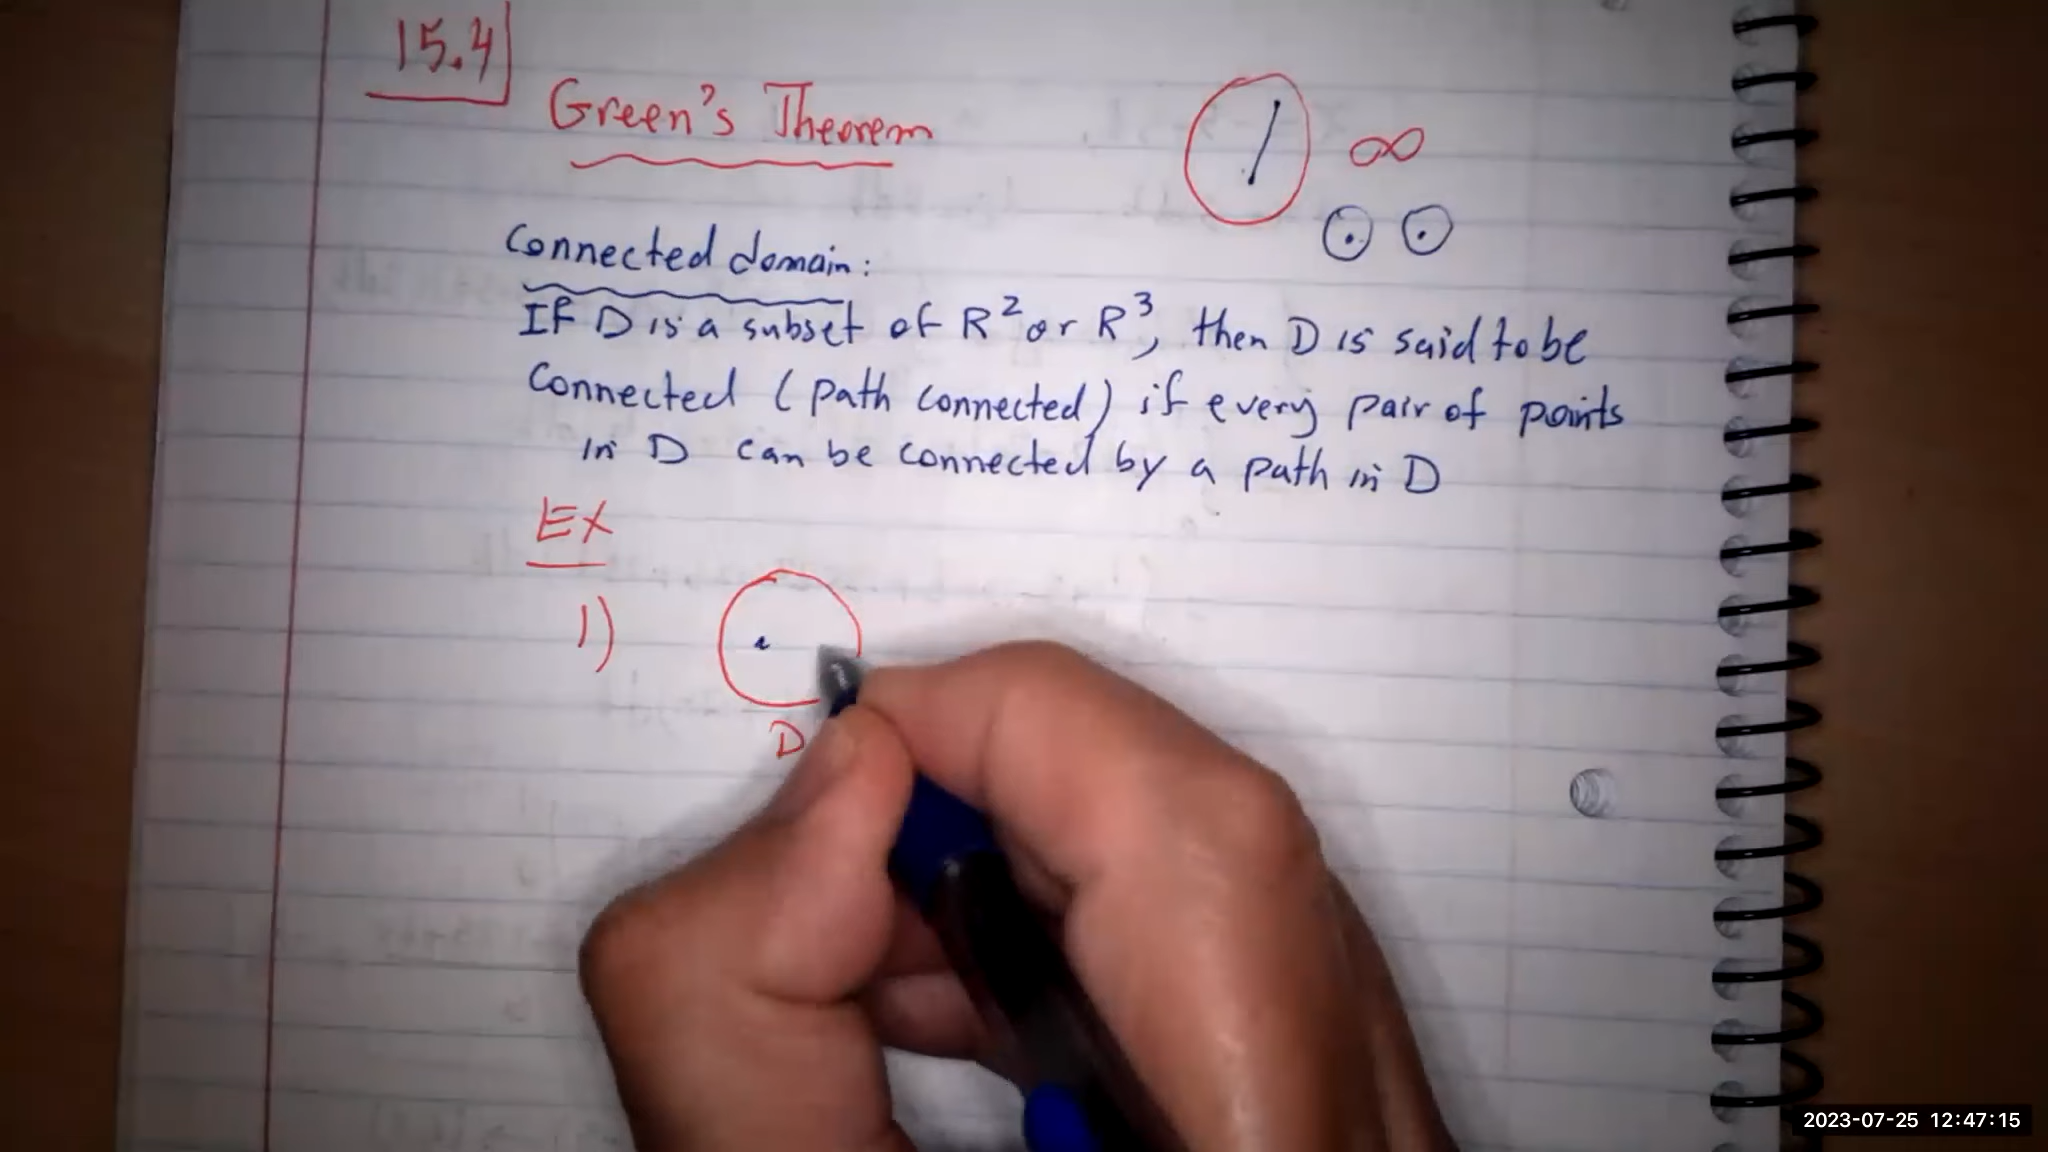 15.4
Green's Theorem
∞
Connected domain:
If D is a subset of R² or R³, then D is said to be
Connected (path connected) if every pair of points
in D can be connected by a path in D
EX
1)
D
2023-07-25 12:47:15